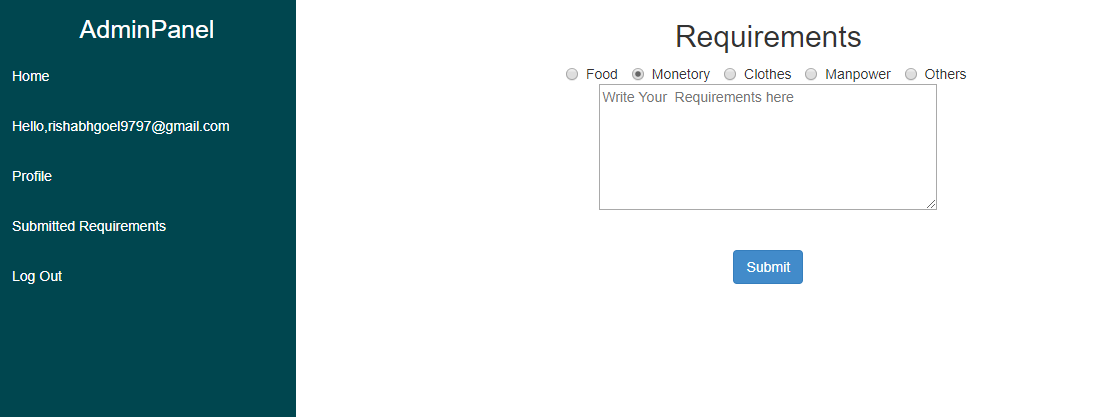 AdminPanel
Home
Hello,rishabhgoel9797@gmail.com
Profile
Submitted Requirements
Log Out
Requirements
Food Monetory Clothes Manpower Others
Write Your  Requirements here
Submit